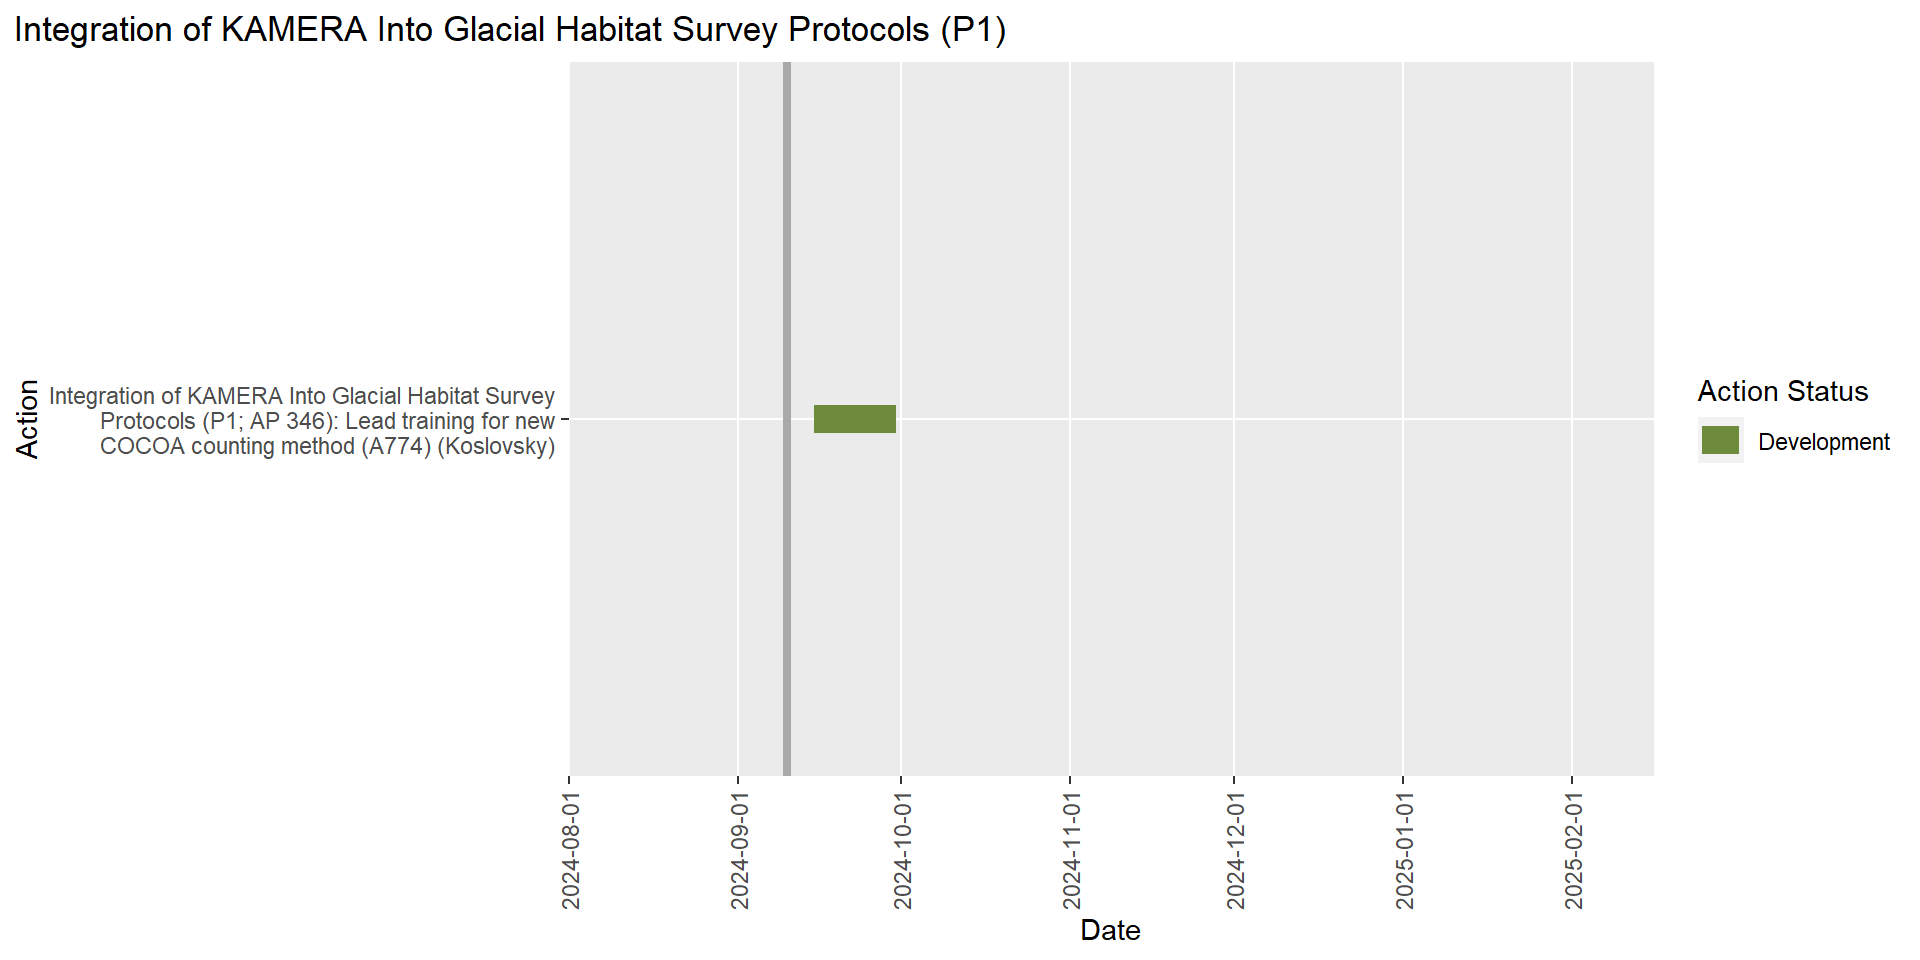 Integration of KAMERA Into Glacial Habitat Survey Protocols (P1)
Action
Integration of KAMERA Into Glacial Habitat Survey
Protocols (P1; AP 346): Lead training for new
COCOA counting method (A774) (Koslovsky)
Action Status
Development
2024-08-01
2024-09-01
2024-10-01
2024-11-01
2024-12-01
2025-01-01
2025-02-01
Date